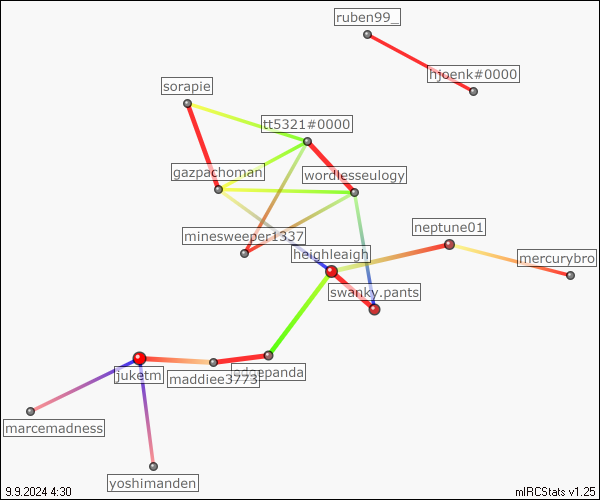 ruben99_
hjoenk#0000
sorapie
tt5321#0000
gazpachoman
wordlesseulogy
neptune01
minesweeper1337
heighleaigh
mercurybro
swanky.pants
juketm
maddiee3773
marcemadness
yoshimanden
9.9.2024 4:30
mIRCStats v1.25